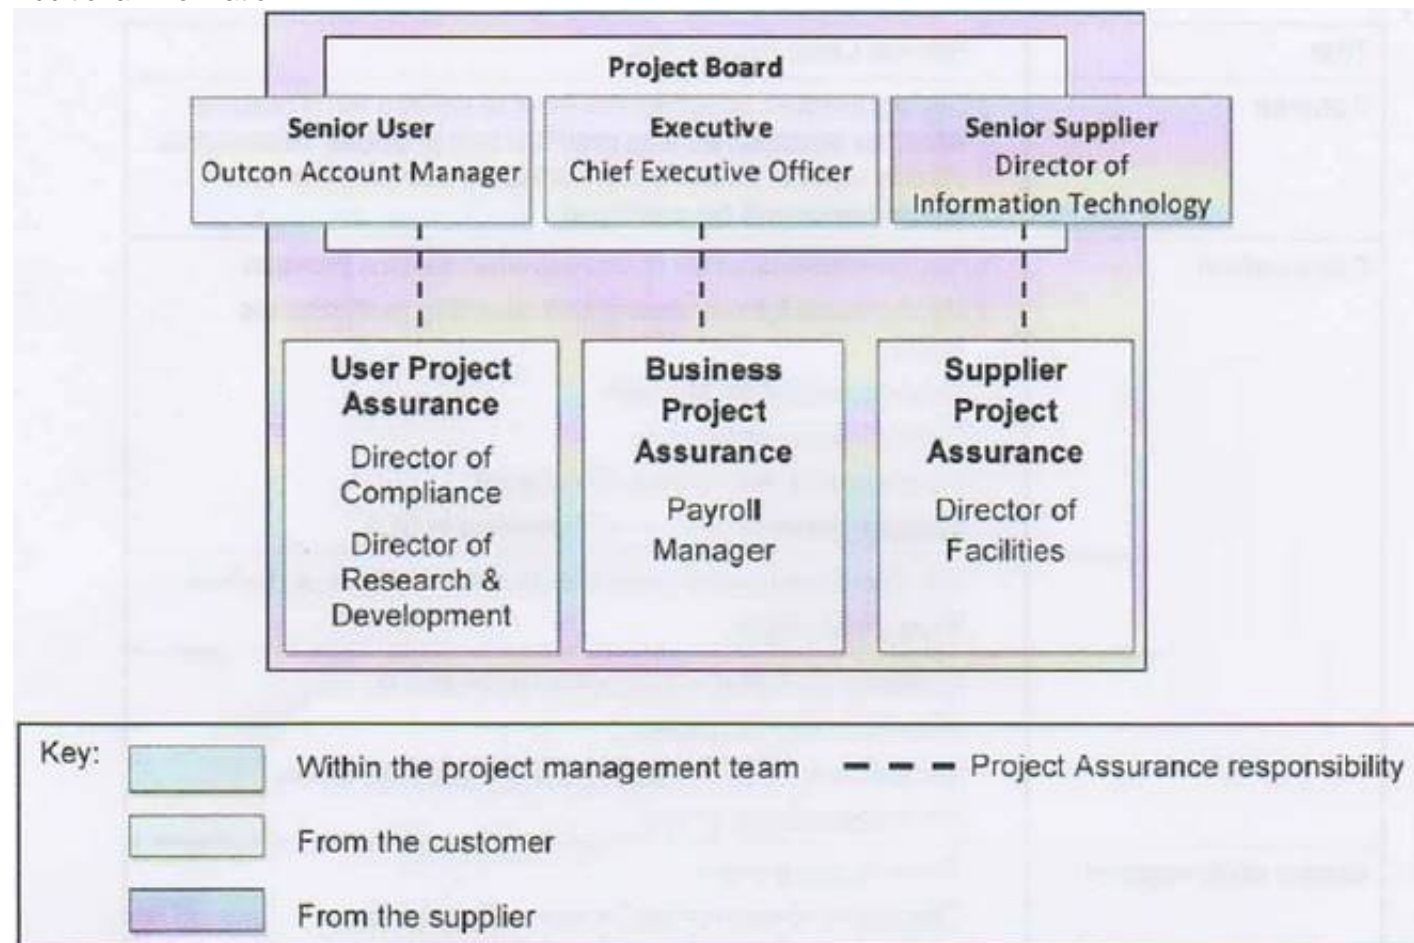 Project Board
Senior User
Outcon Account Manager
Executive
Chief Executive Officer
Senior Supplier
Director of
Information Technology
User Project
Assurance
Director of
Compliance
Director of
Research &
Development
Business
Project
Assurance
Payroll
Manager
Supplier
Project
Assurance
Director of
Facilities
Key:
Within the project management team
Project Assurance responsibility
From the customer
From the supplier